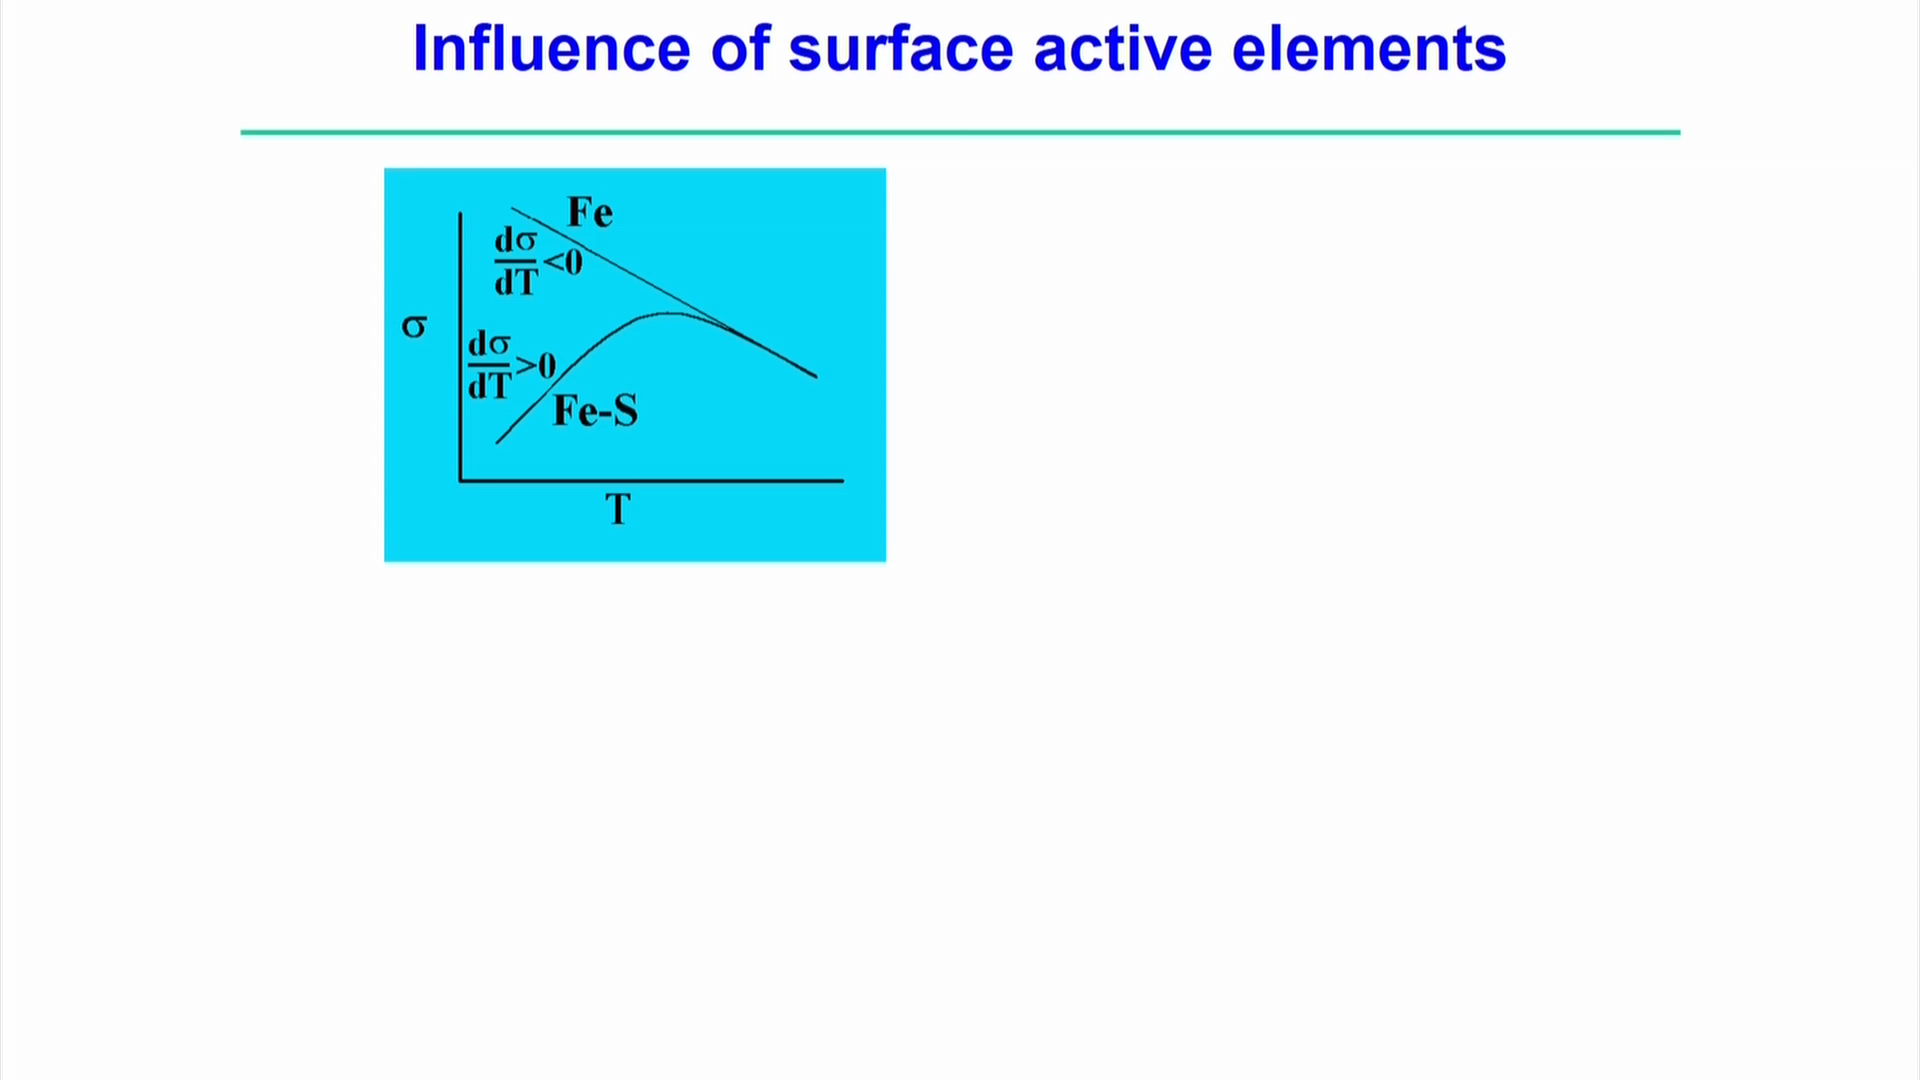 Influence of surface active elements
Fe
dσ
dT
<0
σ
dσ
dT
>0
Fe-S
T